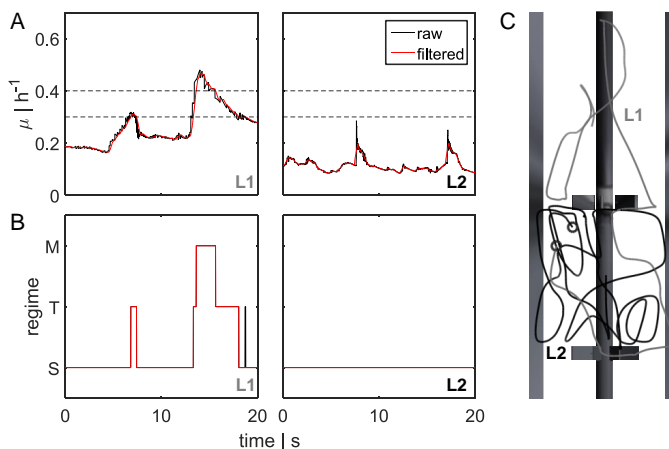 A
C
0.6
0.4
0.2
0
μ | h⁻¹
raw
filtered
L1
L2
L1
B
M
T
S
regime
L1
L2
L2
0 10 20
0 10 20
time | s